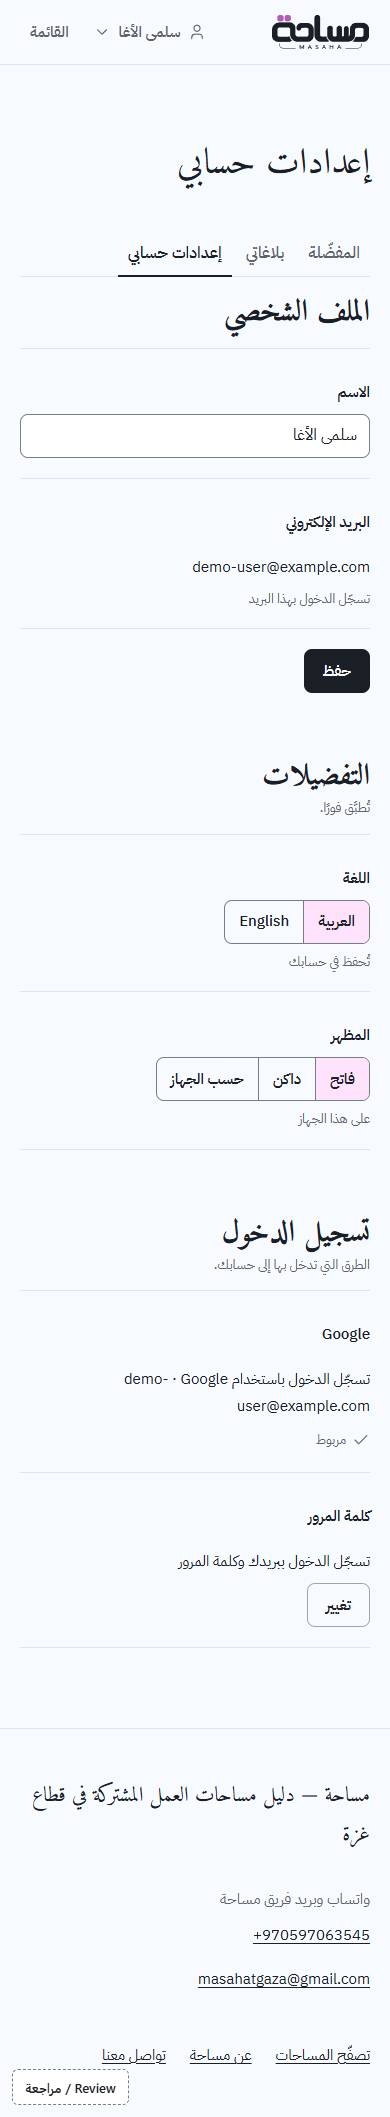 مساحة
MASAHA
سلمى الأغا
القائمة
إعدادات حسابي
المفضّلة
بلاغاتي
إعدادات حسابي
الملف الشخصي
الاسم
سلمى الأغا
البريد الإلكتروني
demo-user@example.com
تسجّل الدخول بهذا البريد
حفظ
التفضيلات
تُطبَّق فورًا.
اللغة
العربية
English
تُحفظ في حسابك
المظهر
فاتح
داكن
حسب الجهاز
على هذا الجهاز
تسجيل الدخول
الطرق التي تدخل بها إلى حسابك.
Google
تسجّل الدخول باستخدام Google · demo-
user@example.com
مربوط
كلمة المرور
تسجّل الدخول ببريدك وكلمة المرور
تغيير
مساحة — دليل مساحات العمل المشتركة في قطاع
غزة
واتساب وبريد فريق مساحة
+970597063545
masahatgaza@gmail.com
تصفّح المساحات
عن مساحة
تواصل معنا
Review / مراجعة